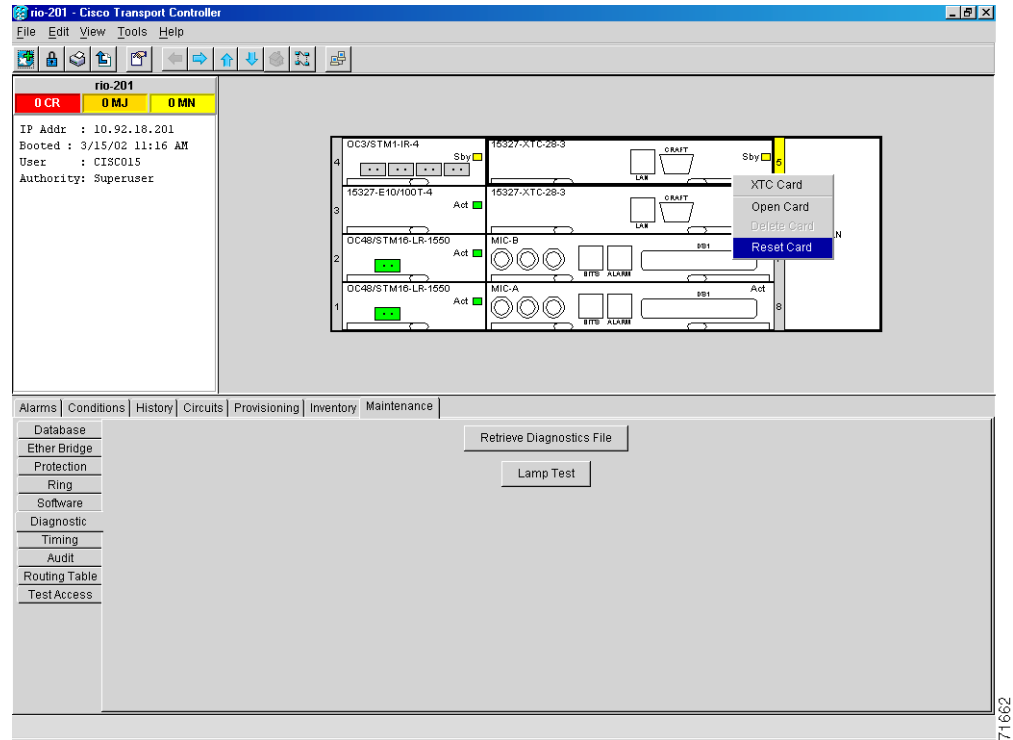 rio-201 - Cisco Transport Controller
File Edit View Tools Help
rio-201
0 CR 0 MJ 0 MN
IP Addr : 10.92.18.201
Booted : 3/15/02 11:16 AM
User : CISCO15
Authority: Superuser
4 OC3/STM1-IR-4 Sby
15327-XTC-28-3 LAN CRAFT Sby 5
3 15327-E10/100T-4 Act
15327-XTC-28-3 LAN CRAFT
2 OC48/STM16-LR-1550 Act
MIC-B BITS ALARM DS1
1 OC48/STM16-LR-1550 Act
MIC-A BITS ALARM DS1 Act 8
XTC Card
Open Card
Delete Card
Reset Card
Alarms Conditions History Circuits Provisioning Inventory Maintenance
Database
Ether Bridge
Protection
Ring
Software
Diagnostic
Timing
Audit
Routing Table
Test Access
Retrieve Diagnostics File
Lamp Test
71662